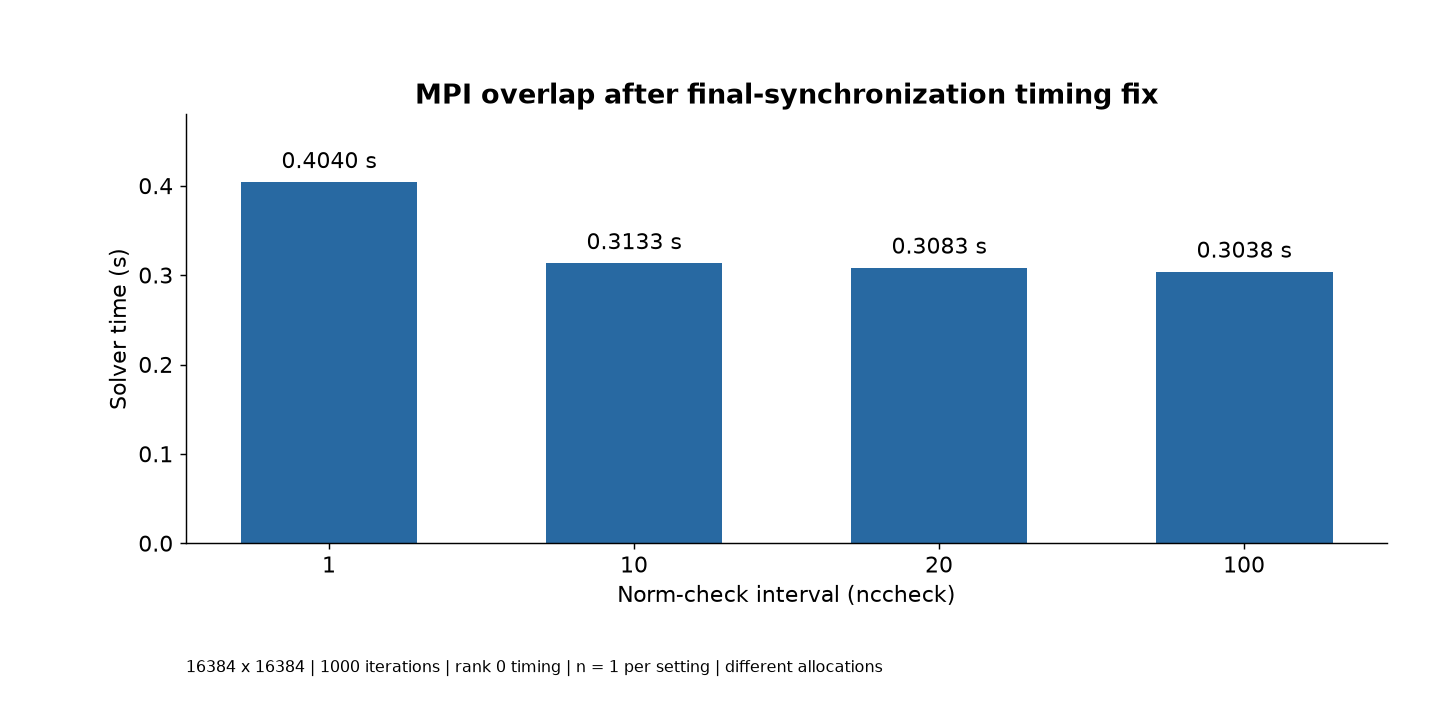 MPI overlap after final-synchronization timing fix
0.4040 s
0.3133 s
0.3083 s
0.3038 s
Solver time (s)
0.4
0.3
0.2
0.1
0.0
1
10
20
100
Norm-check interval (nccheck)
16384 x 16384 | 1000 iterations | rank 0 timing | n = 1 per setting | different allocations